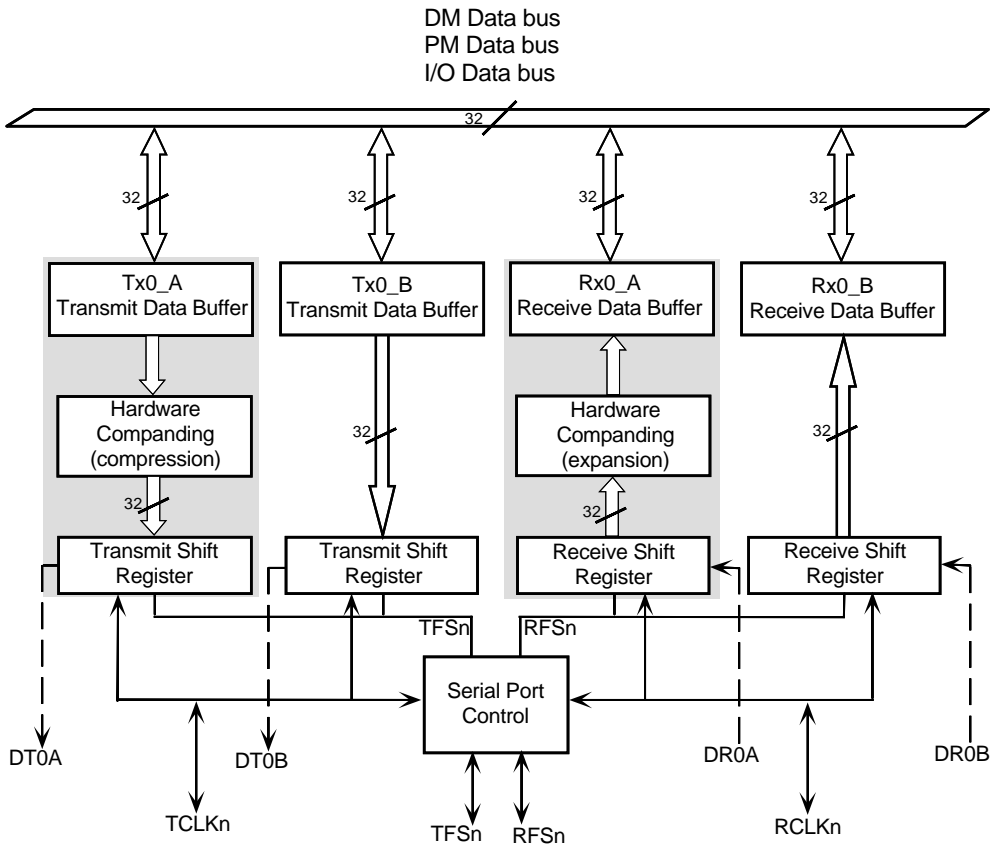 DM Data bus
PM Data bus
I/O Data bus
32
32
32
32
32
Tx0_A
Transmit Data Buffer
Tx0_B
Transmit Data Buffer
Rx0_A
Receive Data Buffer
Rx0_B
Receive Data Buffer
Hardware
Companding
(compression)
32
Hardware
Companding
(expansion)
32
32
32
Transmit Shift
Register
Transmit Shift
Register
Receive Shift
Register
Receive Shift
Register
TFSn
RFSn
Serial Port
Control
DT0A
DT0B
DR0A
DR0B
TCLKn
TFSn
RFSn
RCLKn